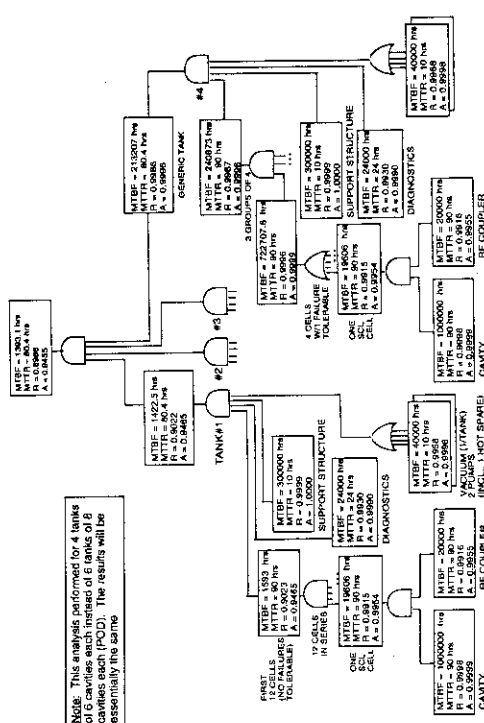 Note: This analysis performed for 4 tanks
of 6 cavities each instead of 6 tanks of 8
cavities each (POD). The results will be
essentially the same
MTBF = 1393.1 hrs
MTTR = 80.4 hrs
R = 0.8986
A = 0.9455
MTBF = 1422.5 hrs
MTTR = 80.4 hrs
R = 0.9022
A = 0.9465
TANK#1
#2
#3
#4
MTBF = 213207 hrs
MTTR = 80.4 hrs
A = 0.9996
GENERIC TANK
FIRST
12 CELLS
(NO FAILURES
TOLERABLE)
MTBF = 1593 hrs
MTTR = 90 hrs
R = 0.9023
A = 0.9465
12 CELLS
IN SERIES
ONE
SCL
CELL
MTBF = 19606 hrs
MTTR = 90 hrs
R = 0.9915
A = 0.9954
MTBF = 1000000 hrs
MTTR = 90 hrs
R = 0.9998
A = 0.9999
CAVITY
MTBF = 20000 hrs
MTTR = 90 hrs
R = 0.9916
A = 0.9955
RF COUPLER
MTBF = 300000 hrs
MTTR = 10 hrs
R = 0.9999
A = 1.0000
SUPPORT STRUCTURE
MTBF = 24000 hrs
MTTR = 24 hrs
R = 0.9930
A = 0.9990
DIAGNOSTICS
MTBF = 40000 hrs
MTTR = 10 hrs
R = 0.9958
A = 0.9998
VACUUM (1/TANK)
2 PUMPS
(INCL. 1 HOT SPARE)
MTBF = 240873 hrs
MTTR = 90 hrs
A = 0.9996
3 GROUPS OF 4
MTBF = 722707.6 hrs
MTTR = 90 hrs
R = 0.9996
A = 0.9999
4 CELLS
W/1 FAILURE
TOLERABLE
ONE
SCL
CELL
MTBF = 19606 hrs
MTTR = 90 hrs
R = 0.9915
A = 0.9954
MTBF = 1000000 hrs
MTTR = 90 hrs
R = 0.9998
A = 0.9999
CAVITY
MTBF = 20000 hrs
MTTR = 90 hrs
R = 0.9916
A = 0.9955
RF COUPLER
MTBF = 300000 hrs
MTTR = 10 hrs
R = 0.9999
A = 1.0000
SUPPORT STRUCTURE
MTBF = 24000 hrs
MTTR = 24 hrs
R = 0.9930
A = 0.9990
DIAGNOSTICS
MTBF = 40000 hrs
MTTR = 10 hrs
R = 0.9958
A = 0.9998